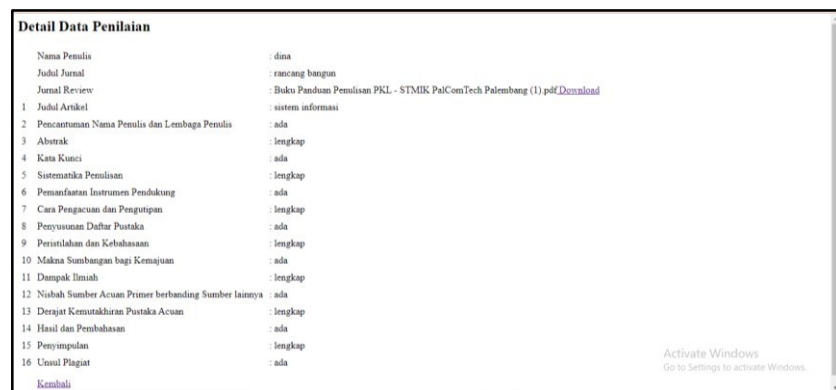 Detail Data Penilaian
Nama Penulis : dina
Judul Jurnal : rancang bangun
Jurnal Review : Buku Panduan Penulisan PKL - STMIK PalComTech Palembang (1).pdf Download
1 Judul Artikel : sistem informasi
2 Pencantuman Nama Penulis dan Lembaga Penulis : ada
3 Abstrak : lengkap
4 Kata Kunci : ada
5 Sistematika Penulisan : lengkap
6 Pemanfaatan Instrumen Pendukung : ada
7 Cara Pengacuan dan Pengutipan : lengkap
8 Penyusunan Daftar Pustaka : ada
9 Peristilahan dan Kebahasaan : lengkap
10 Makna Sumbangan bagi Kemajuan : ada
11 Dampak Ilmiah : lengkap
12 Nisbah Sumber Acuan Primer berbanding Sumber lainnya : ada
13 Derajat Kemutakhiran Pustaka Acuan : lengkap
14 Hasil dan Pembahasan : ada
15 Penyimpulan : lengkap
16 Unsul Plagiat : ada
Kembali
Activate Windows
Go to Settings to activate Windows.